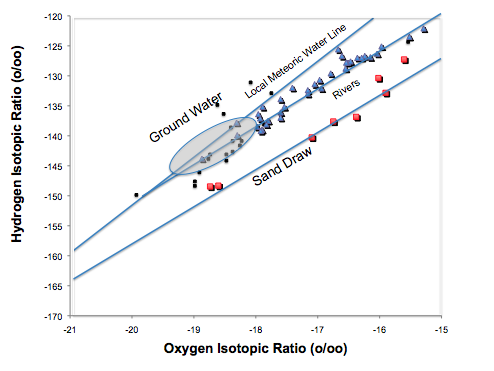 Hydrogen Isotopic Ratio (o/oo)
-120
-125
-130
-135
-140
-145
-150
-155
-160
-165
-170
Ground Water
Local Meteoric Water Line
Rivers
Sand Draw
-21 -20 -19 -18 -17 -16 -15
Oxygen Isotopic Ratio (o/oo)